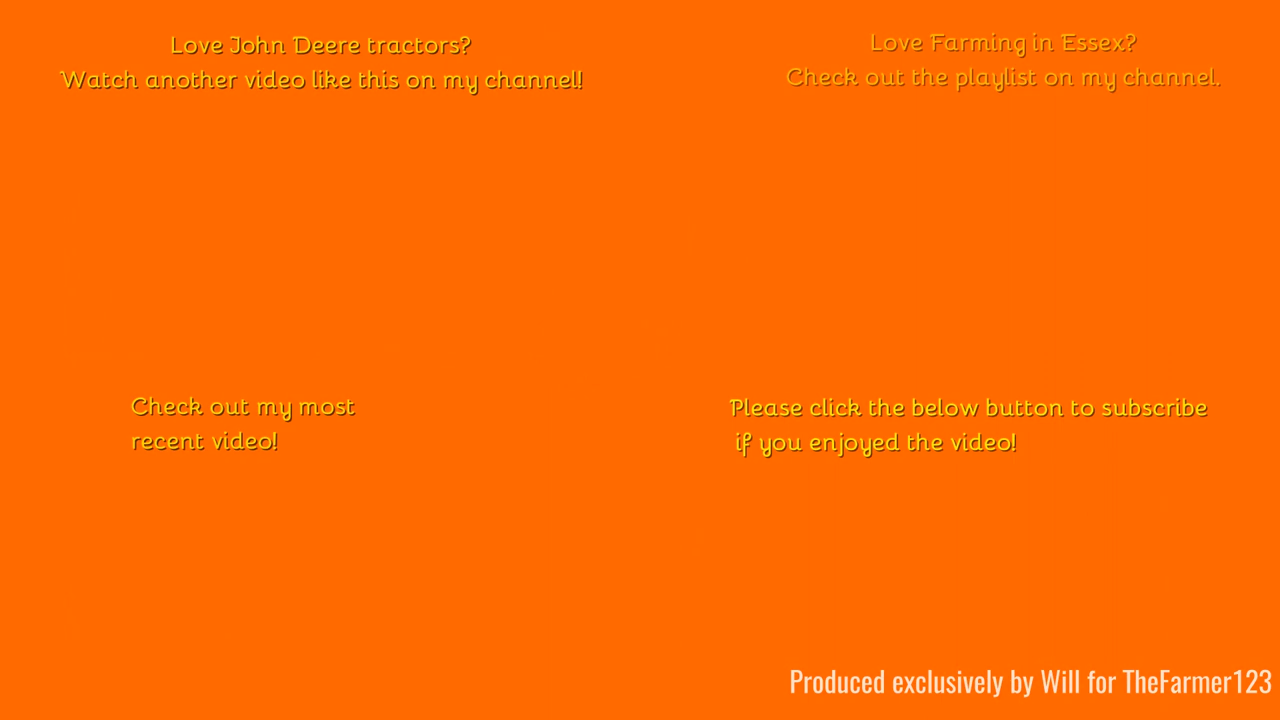 Love John Deere tractors?
Watch another video like this on my channel!
Love Farming in Essex?
Check out the playlist on my channel.
Check out my most
recent video!
Please click the below button to subscribe
if you enjoyed the video!
Produced exclusively by Will for TheFarmer123